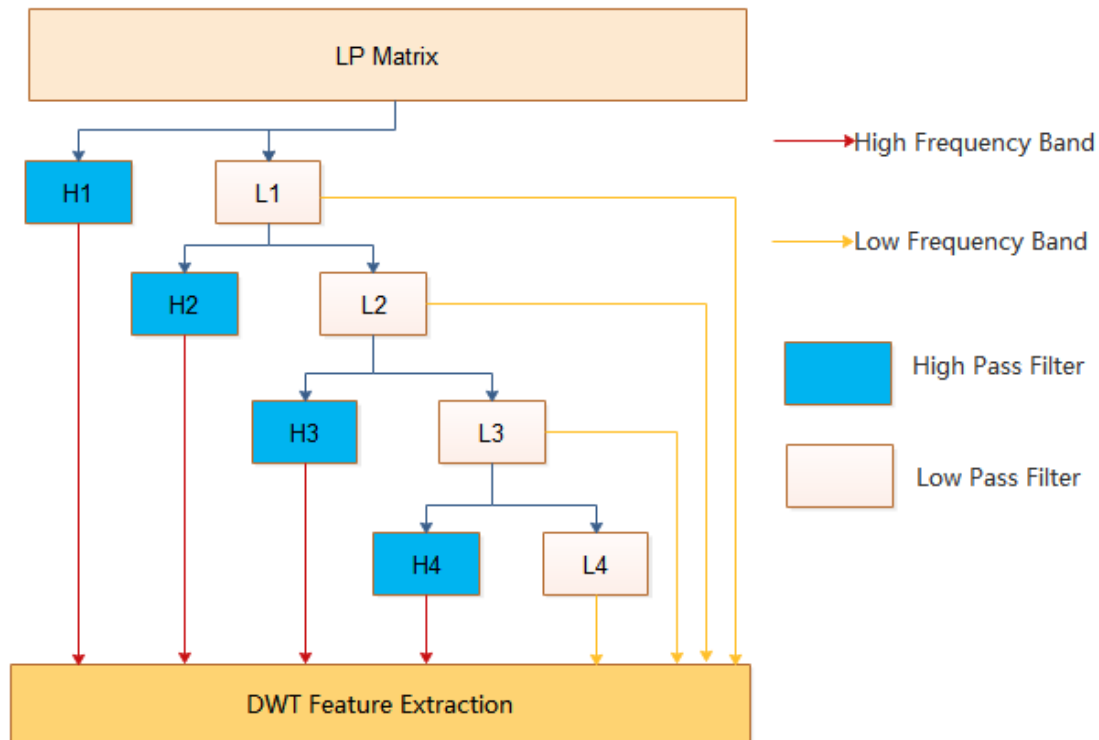 LP Matrix
High Frequency Band
H1
L1
Low Frequency Band
H2
L2
High Pass Filter
H3
L3
Low Pass Filter
H4
L4
DWT Feature Extraction